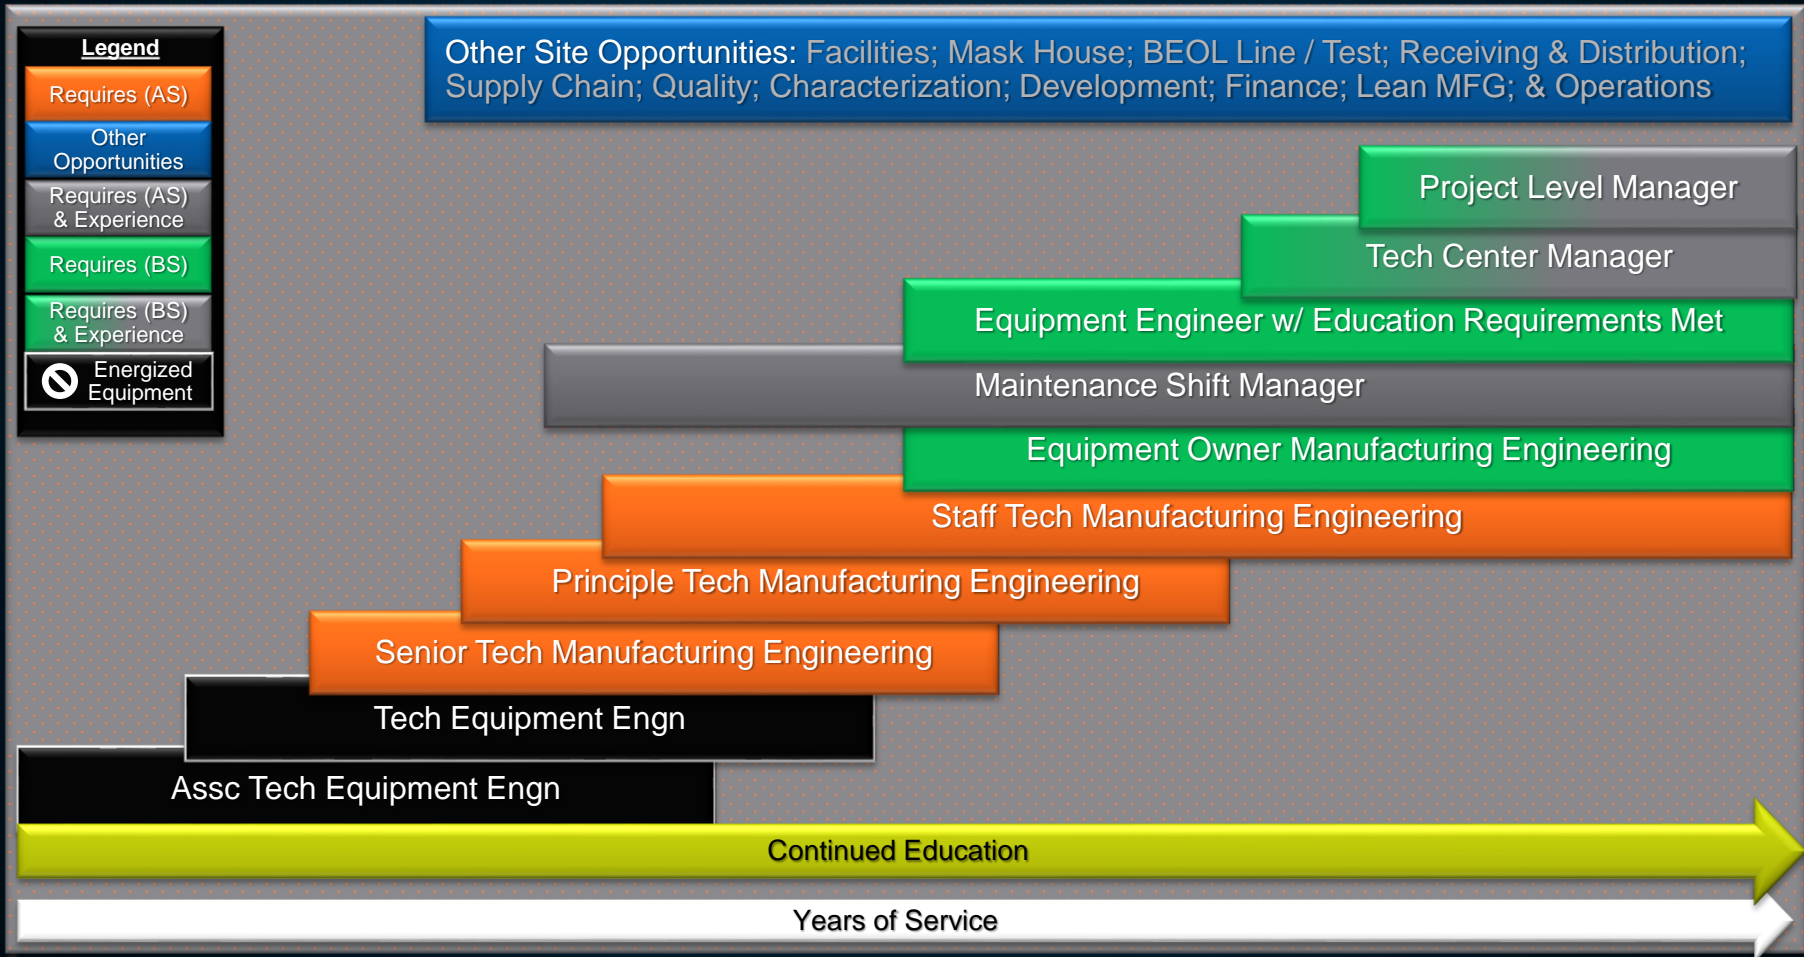 Legend
Requires (AS)
Other
Opportunities
Requires (AS)
& Experience
Requires (BS)
Requires (BS)
& Experience
Energized
Equipment
Other Site Opportunities: Facilities; Mask House; BEOL Line / Test; Receiving & Distribution;
Supply Chain; Quality; Characterization; Development; Finance; Lean MFG; & Operations
Project Level Manager
Tech Center Manager
Equipment Engineer w/ Education Requirements Met
Maintenance Shift Manager
Equipment Owner Manufacturing Engineering
Staff Tech Manufacturing Engineering
Principle Tech Manufacturing Engineering
Senior Tech Manufacturing Engineering
Tech Equipment Engn
Assc Tech Equipment Engn
Continued Education
Years of Service